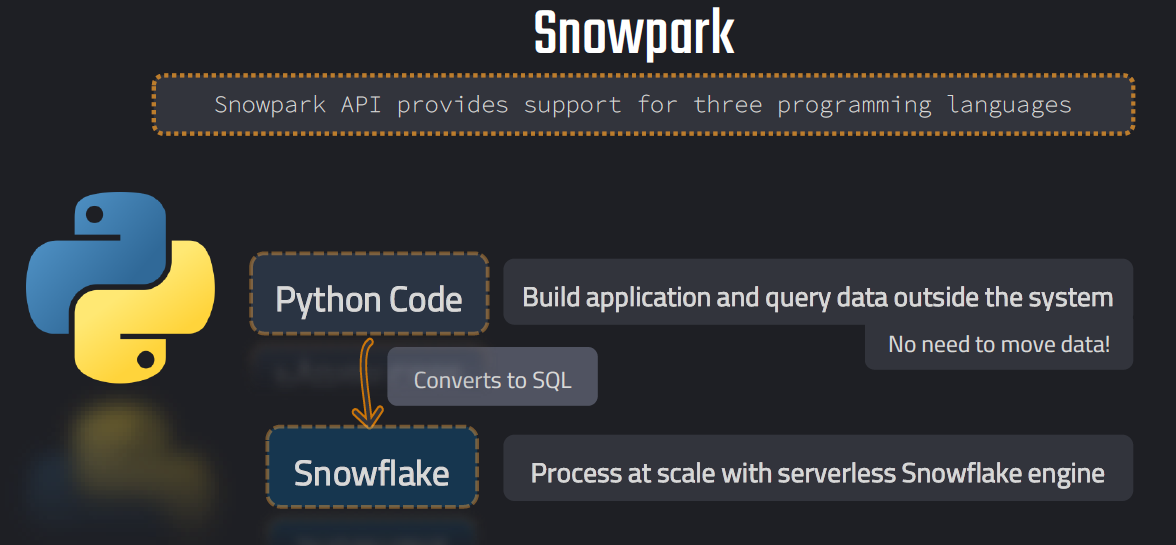 Snowpark
Snowpark API provides support for three programming languages
Python Code
Build application and query data outside the system
No need to move data!
Converts to SQL
Snowflake
Process at scale with serverless Snowflake engine